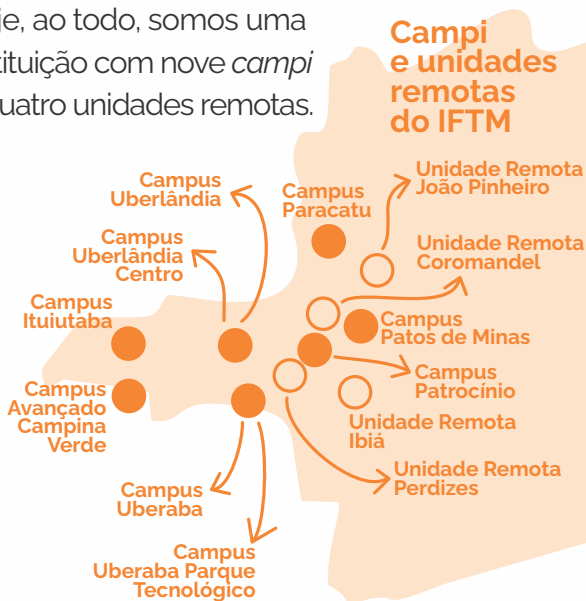 je, ao todo, somos uma
tituição com nove campi
quatro unidades remotas.
Campi
e unidades
remotas
do IFTM
Unidade Remota
João Pinheiro
Campus
Uberlândia
Campus
Paracatu
Campus
Uberlândia
Centro
Unidade Remota
Coromandel
Campus
Ituiutaba
Campus
Patos de Minas
Campus
Patrocínio
Campus
Avançado
Campina
Verde
Unidade Remota
Ibiá
Unidade Remota
Perdizes
Campus
Uberaba
Campus
Uberaba Parque
Tecnológico